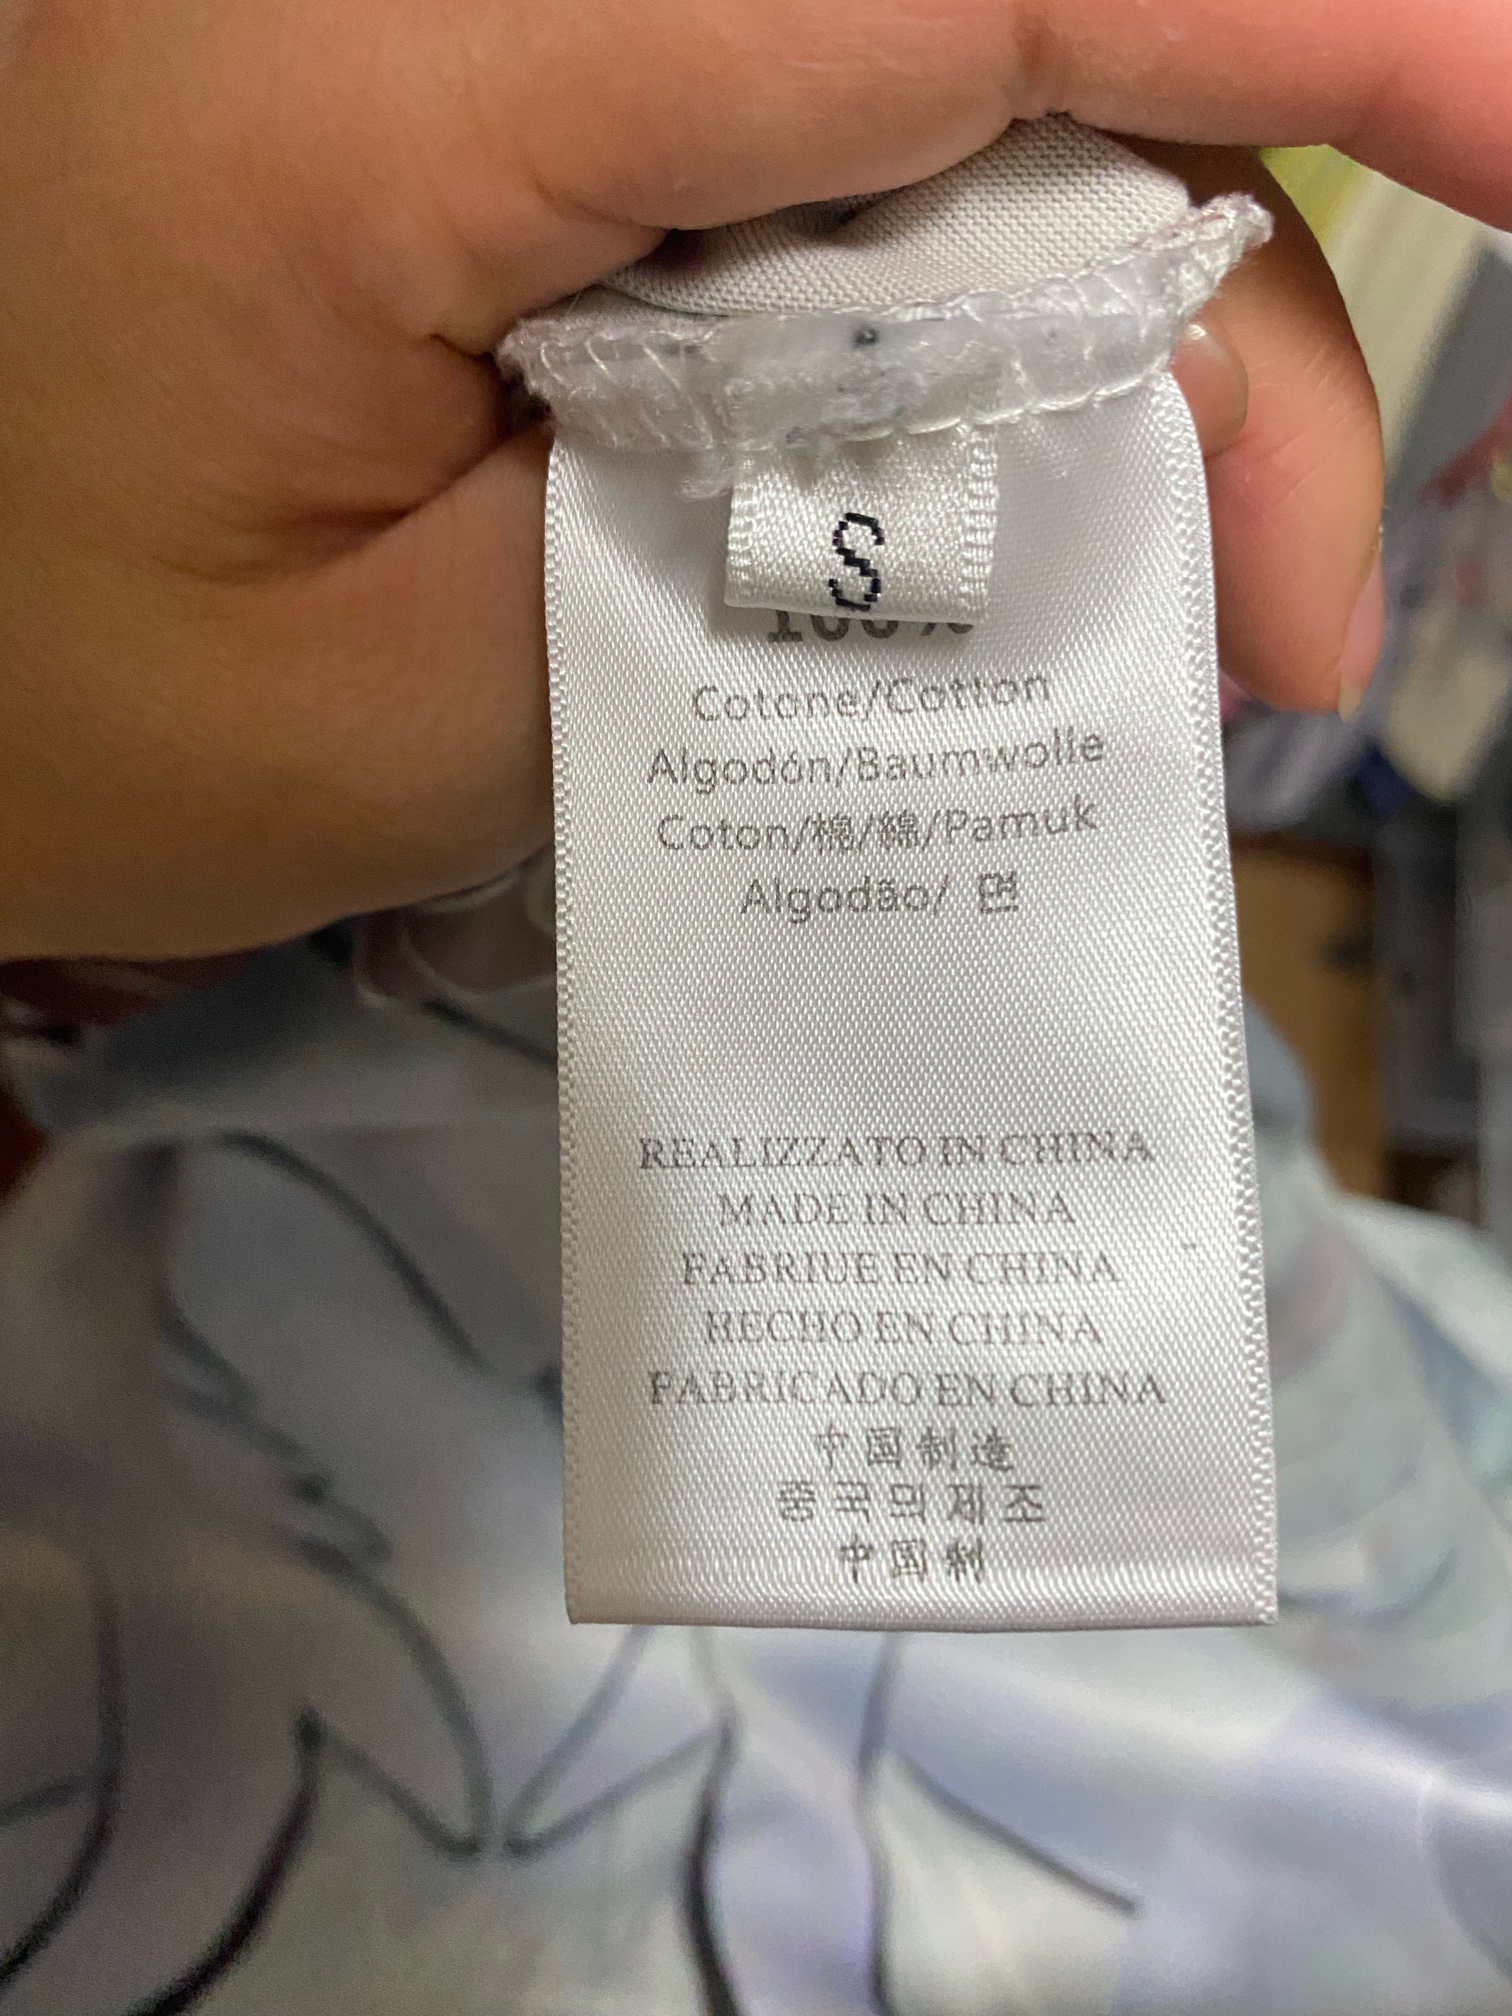 S
100%
Cotone/Cotton
Algodón/Baumwolle
Coton/棉/綿/Pamuk
Algodão/ 면
REALIZZATO IN CHINA
MADE IN CHINA
FABRIUE EN CHINA
HECHO EN CHINA
FABRICADO EN CHINA
中国制造
중국의제조
中国制